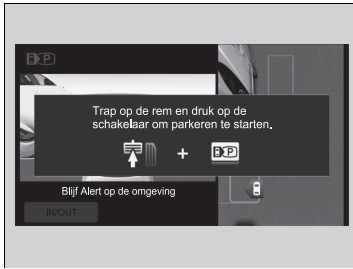 P
Trap op de rem en druk op de
schakelaar om parkeren te starten.
+ P
Blijf Alert op de omgeving
IN/OUT